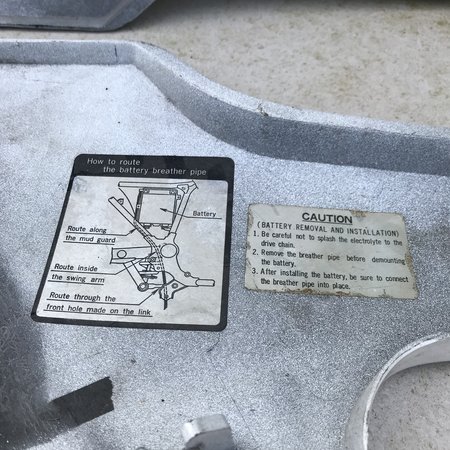 How to route
the battery breather pipe
Battery
Route along
the mud guard
Route inside
the swing arm
Route through the
front hole made on the link
CAUTION
(BATTERY REMOVAL AND INSTALLATION)
1. Be careful not to splash the electrolyte to the
drive chain.
2. Remove the breather pipe before demounting
the battery.
3. After installing the battery, be sure to connect
the breather pipe into place.